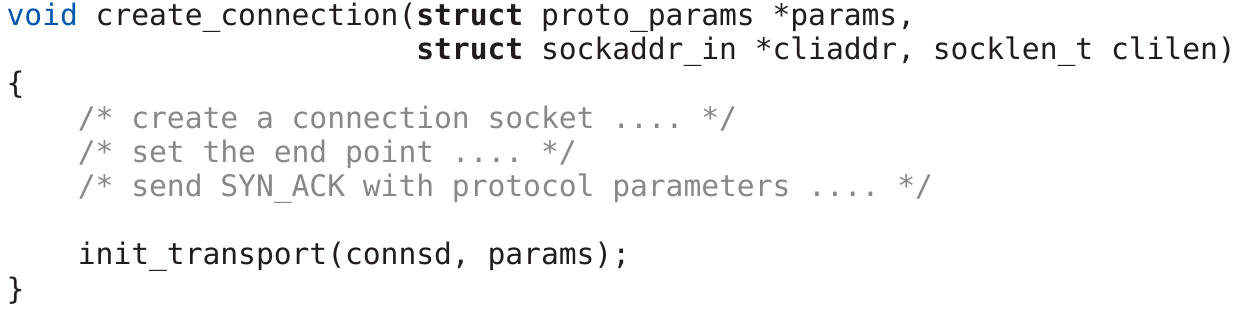 void create_connection(struct proto_params *params,
                       struct sockaddr_in *cliaddr, socklen_t clilen)
{
    /* create a connection socket .... */
    /* set the end point .... */
    /* send SYN_ACK with protocol parameters .... */

    init_transport(connsd, params);
}